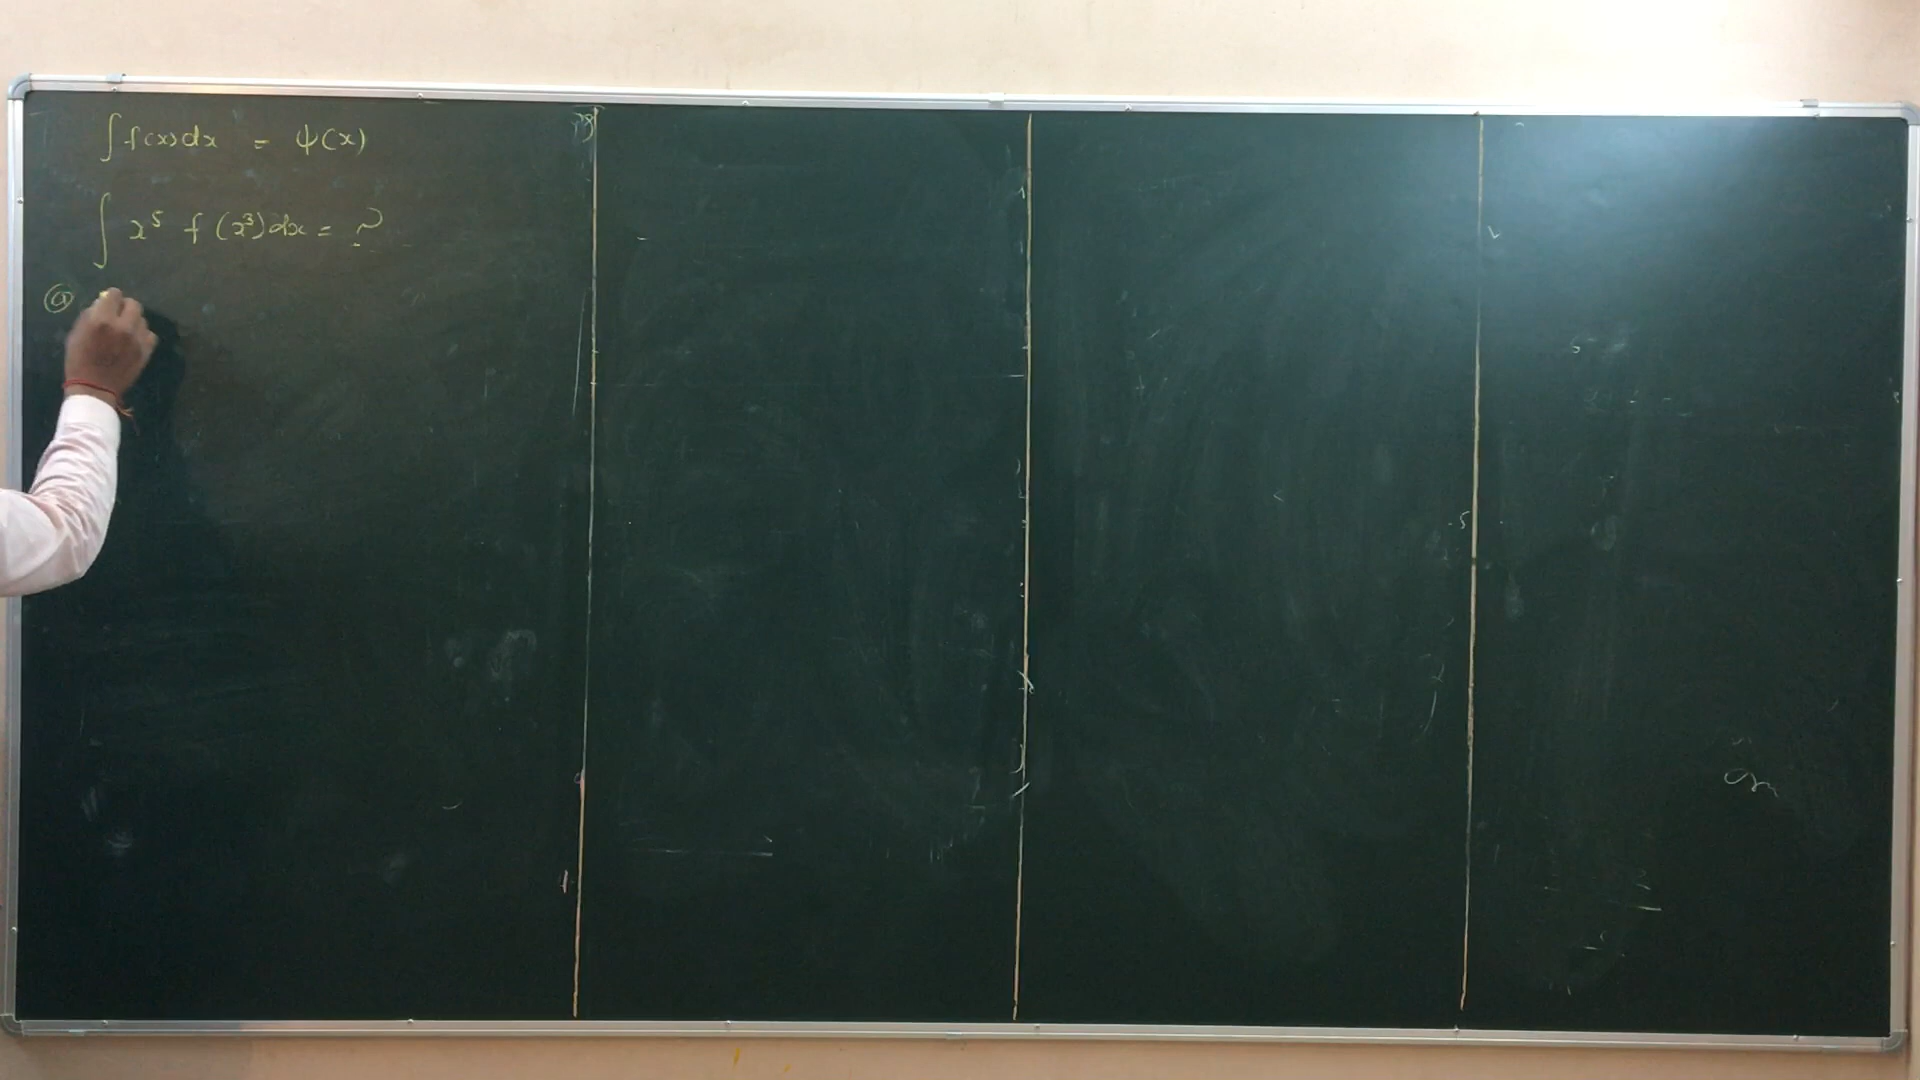 ∫ f(x) dx = ψ(x)
∫ x⁵ f(x³) dx = ?
ⓐ